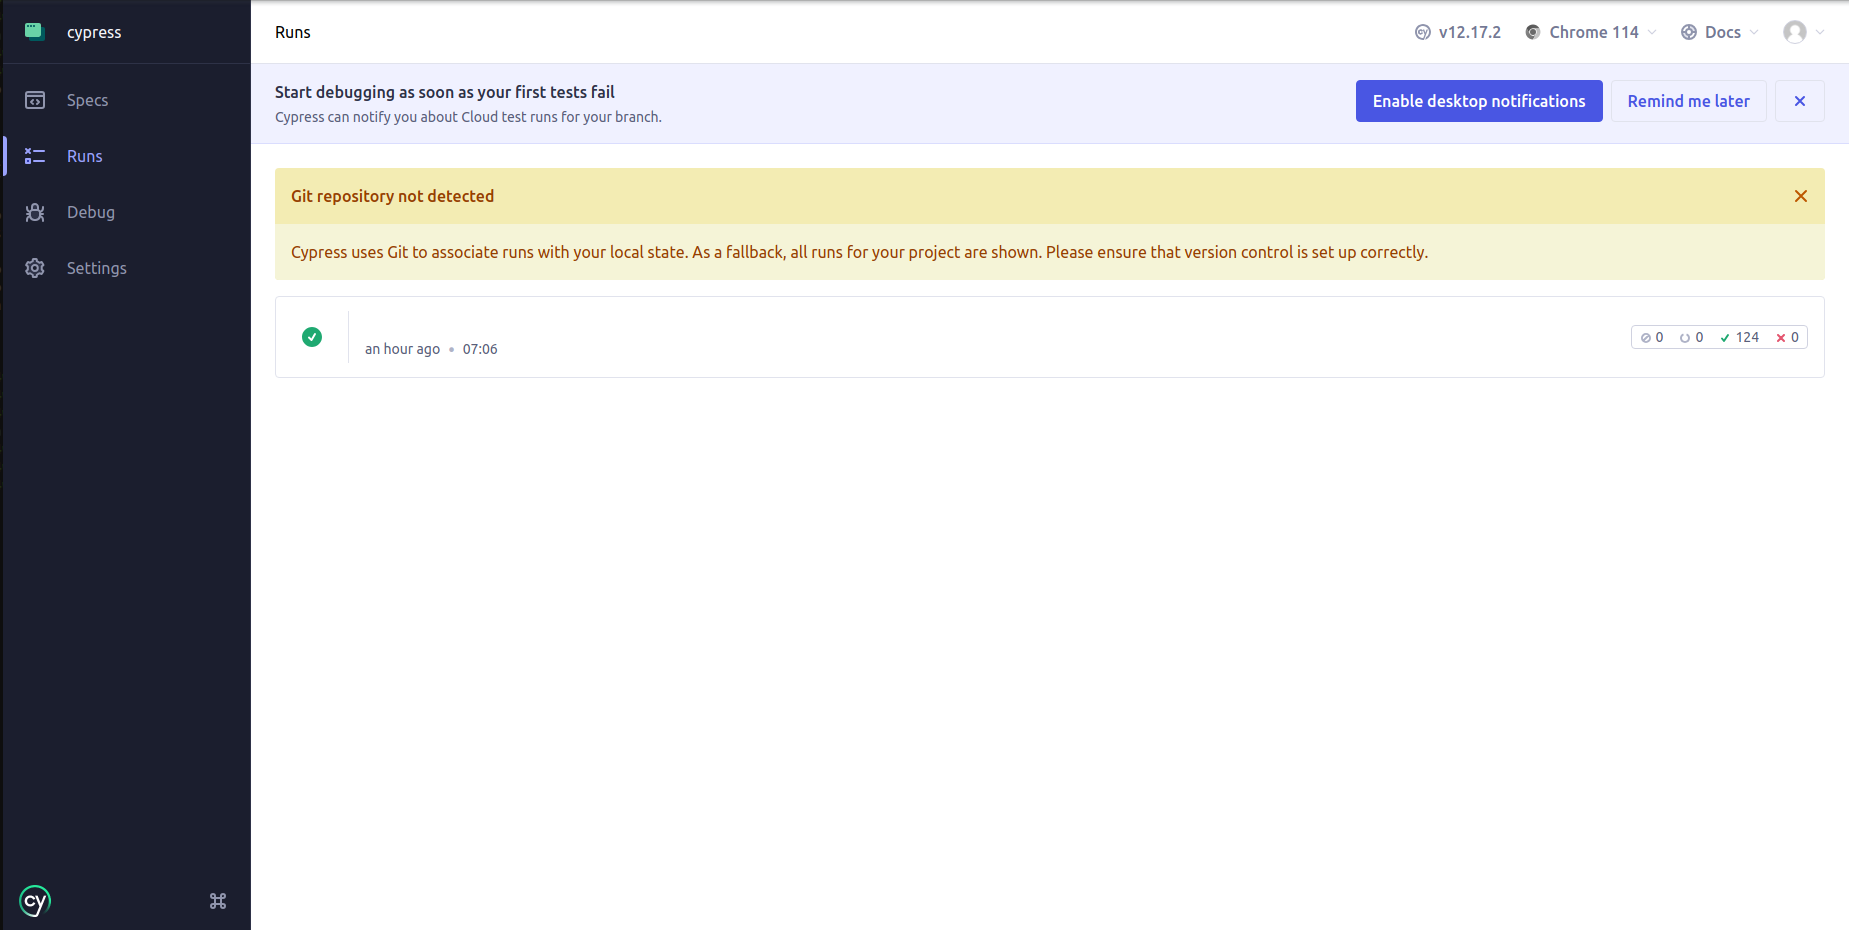 cypress
Specs
Runs
Debug
Settings
cy
Runs
cy v12.17.2 Chrome 114 Docs
Start debugging as soon as your first tests fail
Cypress can notify you about Cloud test runs for your branch.
Enable desktop notifications Remind me later
Git repository not detected
Cypress uses Git to associate runs with your local state. As a fallback, all runs for your project are shown. Please ensure that version control is set up correctly.
an hour ago • 07:06
0 0 124 0